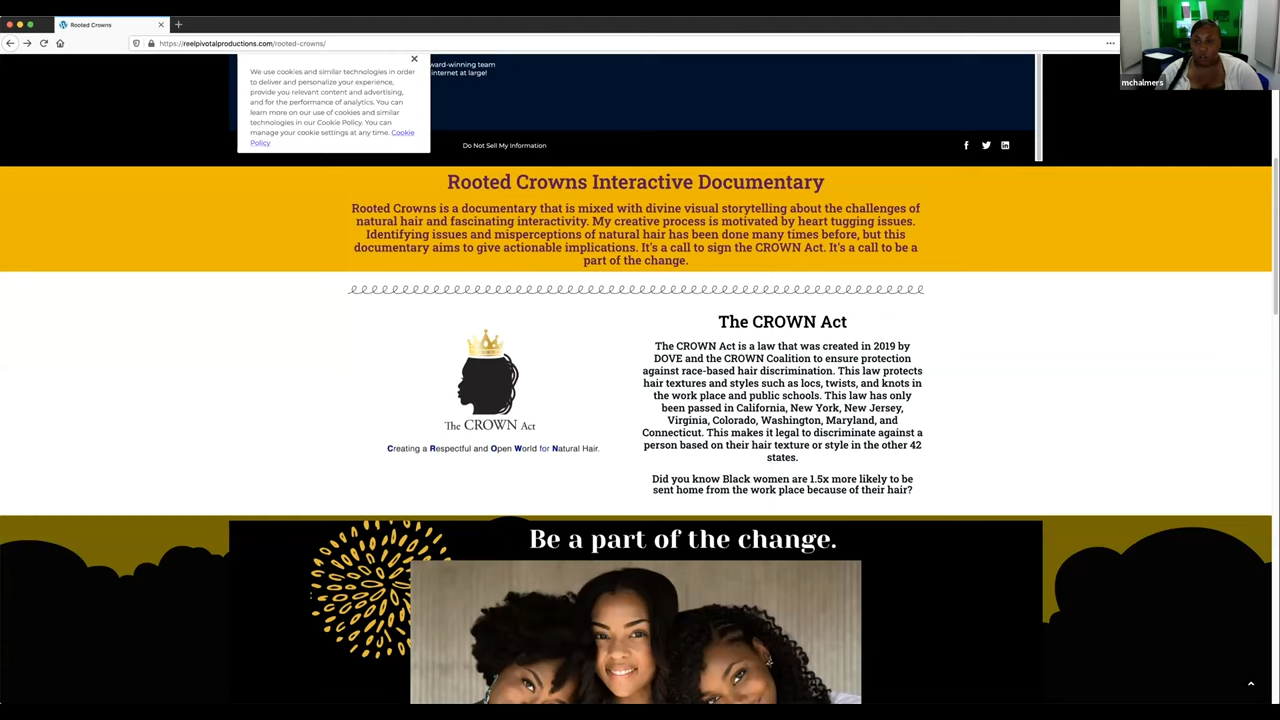 Rooted Crowns
https://reelpivotalproductions.com/rooted-crowns/
mchalmers
ward-winning team
internet at large!
We use cookies and similar technologies in order
to deliver and personalize your experience,
provide you relevant content and advertising,
and for the performance of analytics. You can
learn more on our use of cookies and similar
technologies in our Cookie Policy. You can
manage your cookie settings at any time. Cookie
Policy
Do Not Sell My Information
Rooted Crowns Interactive Documentary
Rooted Crowns is a documentary that is mixed with divine visual storytelling about the challenges of
natural hair and fascinating interactivity. My creative process is motivated by heart tugging issues.
Identifying issues and misperceptions of natural hair has been done many times before, but this
documentary aims to give actionable implications. It's a call to sign the CROWN Act. It's a call to be a
part of the change.
The CROWN Act
Creating a Respectful and Open World for Natural Hair.
The CROWN Act
The CROWN Act is a law that was created in 2019 by
DOVE and the CROWN Coalition to ensure protection
against race-based hair discrimination. This law protects
hair textures and styles such as locs, twists, and knots in
the work place and public schools. This law has only
been passed in California, New York, New Jersey,
Virginia, Colorado, Washington, Maryland, and
Connecticut. This makes it legal to discriminate against a
person based on their hair texture or style in the other 42
states.
Did you know Black women are 1.5x more likely to be
sent home from the work place because of their hair?
Be a part of the change.